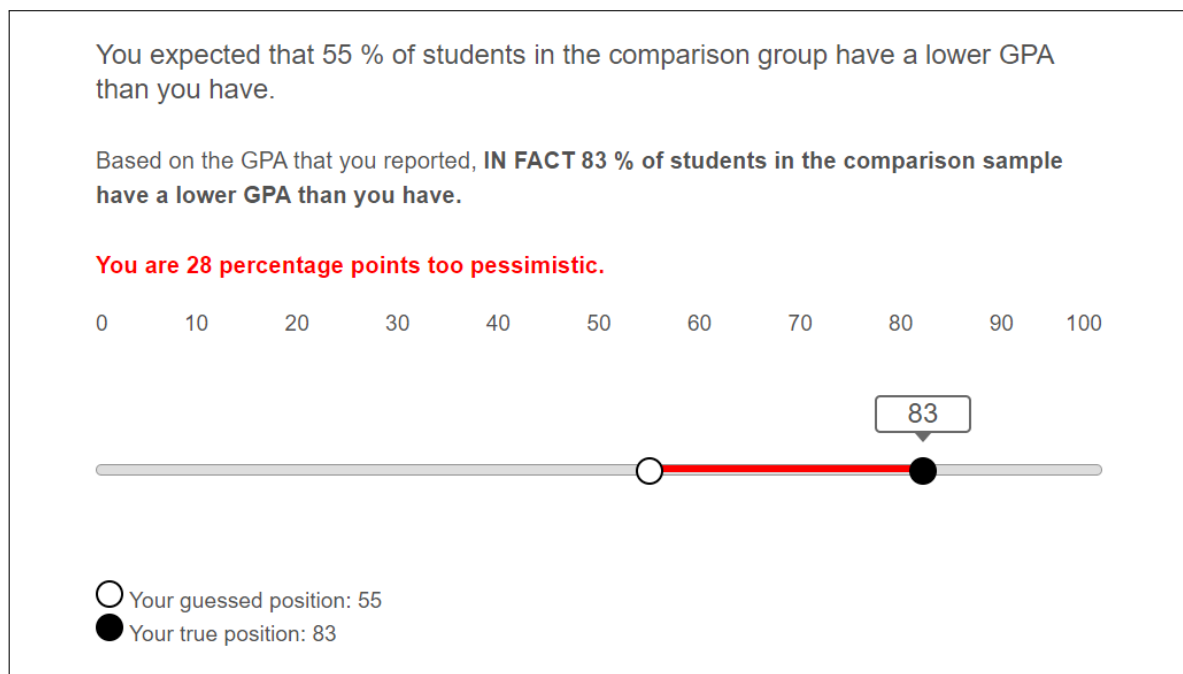 You expected that 55 % of students in the comparison group have a lower GPA
than you have.
Based on the GPA that you reported, IN FACT 83 % of students in the comparison sample
have a lower GPA than you have.
You are 28 percentage points too pessimistic.
0 10 20 30 40 50 60 70 80 90 100
83
Your guessed position: 55
Your true position: 83